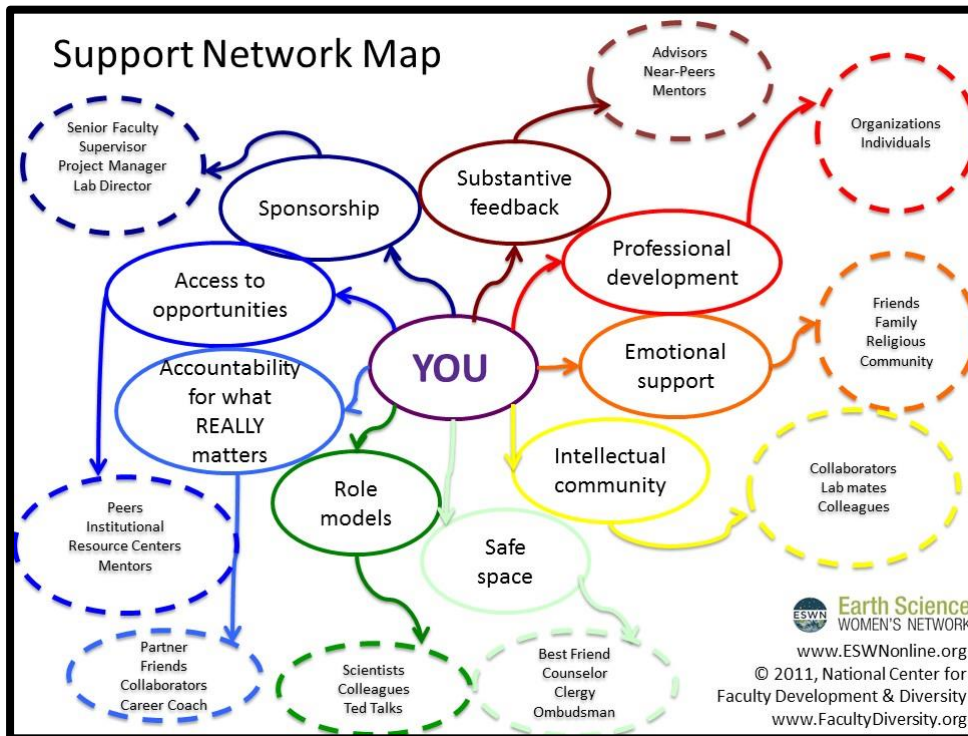 Support Network Map
Senior Faculty
Supervisor
Project Manager
Lab Director
Sponsorship
Advisors
Near-Peers
Mentors
Substantive
feedback
Organizations
Individuals
Professional
development
Access to
opportunities
YOU
Emotional
support
Friends
Family
Religious
Community
Accountability
for what
REALLY
matters
Intellectual
community
Collaborators
Lab mates
Colleagues
Role
models
Safe
space
Peers
Institutional
Resource Centers
Mentors
Partner
Friends
Collaborators
Career Coach
Scientists
Colleagues
Ted Talks
Best Friend
Counselor
Clergy
Ombudsman
ESWN
Earth Science
WOMEN'S NETWORK
www.ESWNonline.org
© 2011, National Center for
Faculty Development & Diversity
www.FacultyDiversity.org